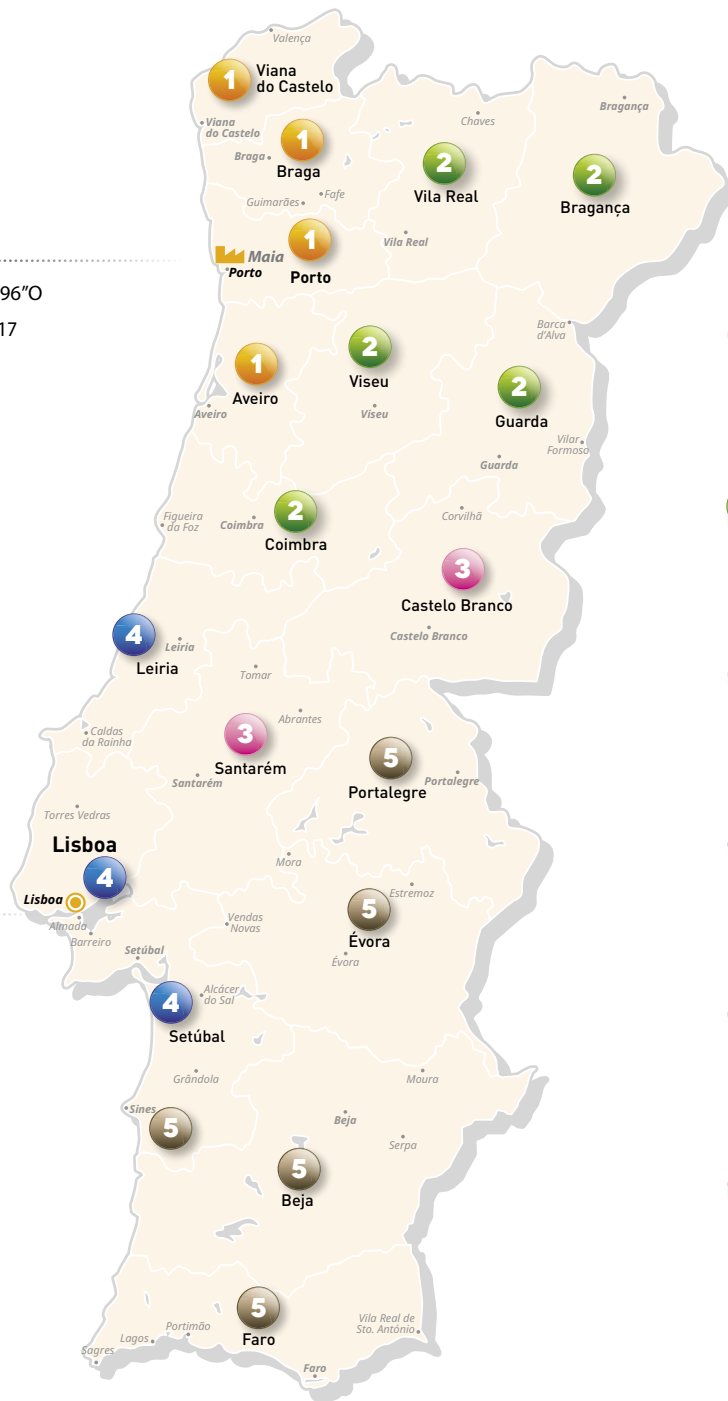 Valença
1
Viana
do Castelo
Bragança
Chaves
Viana
do Castelo
1
Braga
Braga
2
Vila Real
2
Bragança
Fafe
Guimarães
1
Porto
Vila Real
Maia
Porto
96"O
17
Barca
d'Alva
2
Viseu
1
Aveiro
2
Guarda
Aveiro
Viseu
Vilar
Formoso
Guarda
2
Coimbra
Figueira
da Foz
Coimbra
Corvilhã
3
Castelo Branco
Castelo Branco
4
Leiria
Leiria
Tomar
Abrantes
3
Santarém
Caldas
da Rainha
5
Portalegre
Portalegre
Santarém
Torres Vedras
Lisboa
4
Mora
Estremoz
Lisboa
5
Évora
Almada
Barreiro
Vendas
Novas
Setúbal
Évora
4
Setúbal
Alcácer
do Sal
Grândola
Moura
Sines
5
Beja
Serpa
5
Beja
5
Faro
Vila Real de
Sto. António
Portimão
Lagos
Sagres
Faro